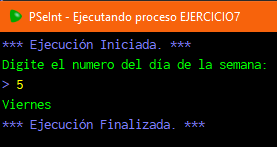 PSeInt - Ejecutando proceso EJERCICIO7
*** Ejecución Iniciada. ***
Digite el numero del día de la semana:
> 5
Viernes
*** Ejecución Finalizada. ***